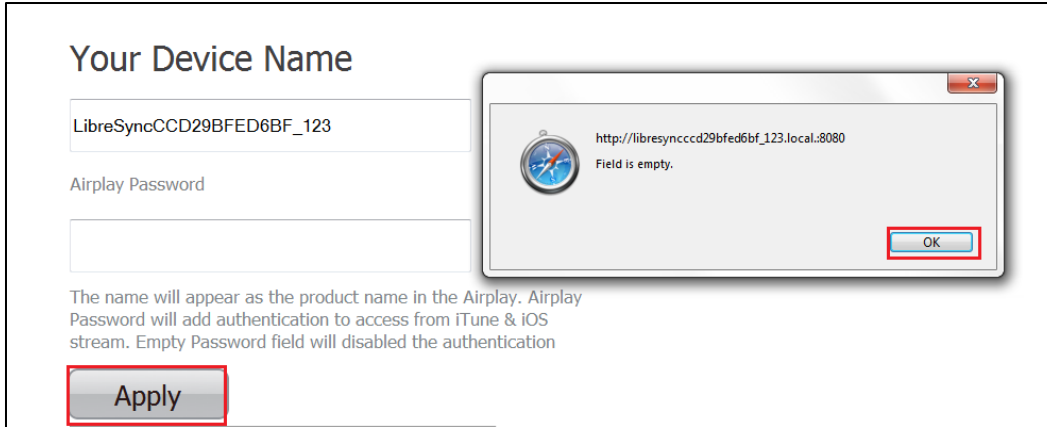 Your Device Name
LibreSyncCCD29BFED6BF_123
Airplay Password
The name will appear as the product name in the Airplay. Airplay
Password will add authentication to access from iTune & iOS
stream. Empty Password field will disabled the authentication
Apply
http://libresyncccd29bfed6bf_123.local.:8080
Field is empty.
OK